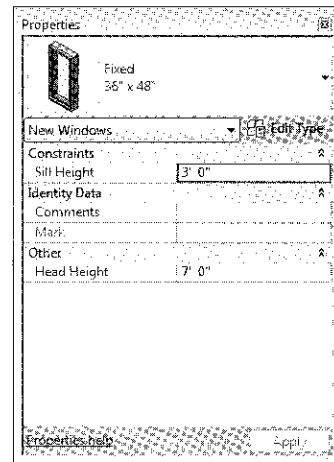 Properties
Fixed
36" x 48"
New Windows
Edit Type
Constraints
Sill Height 3' 0"
Identity Data
Comments
Mark
Other
Head Height 7' 0"
Properties help
Apply